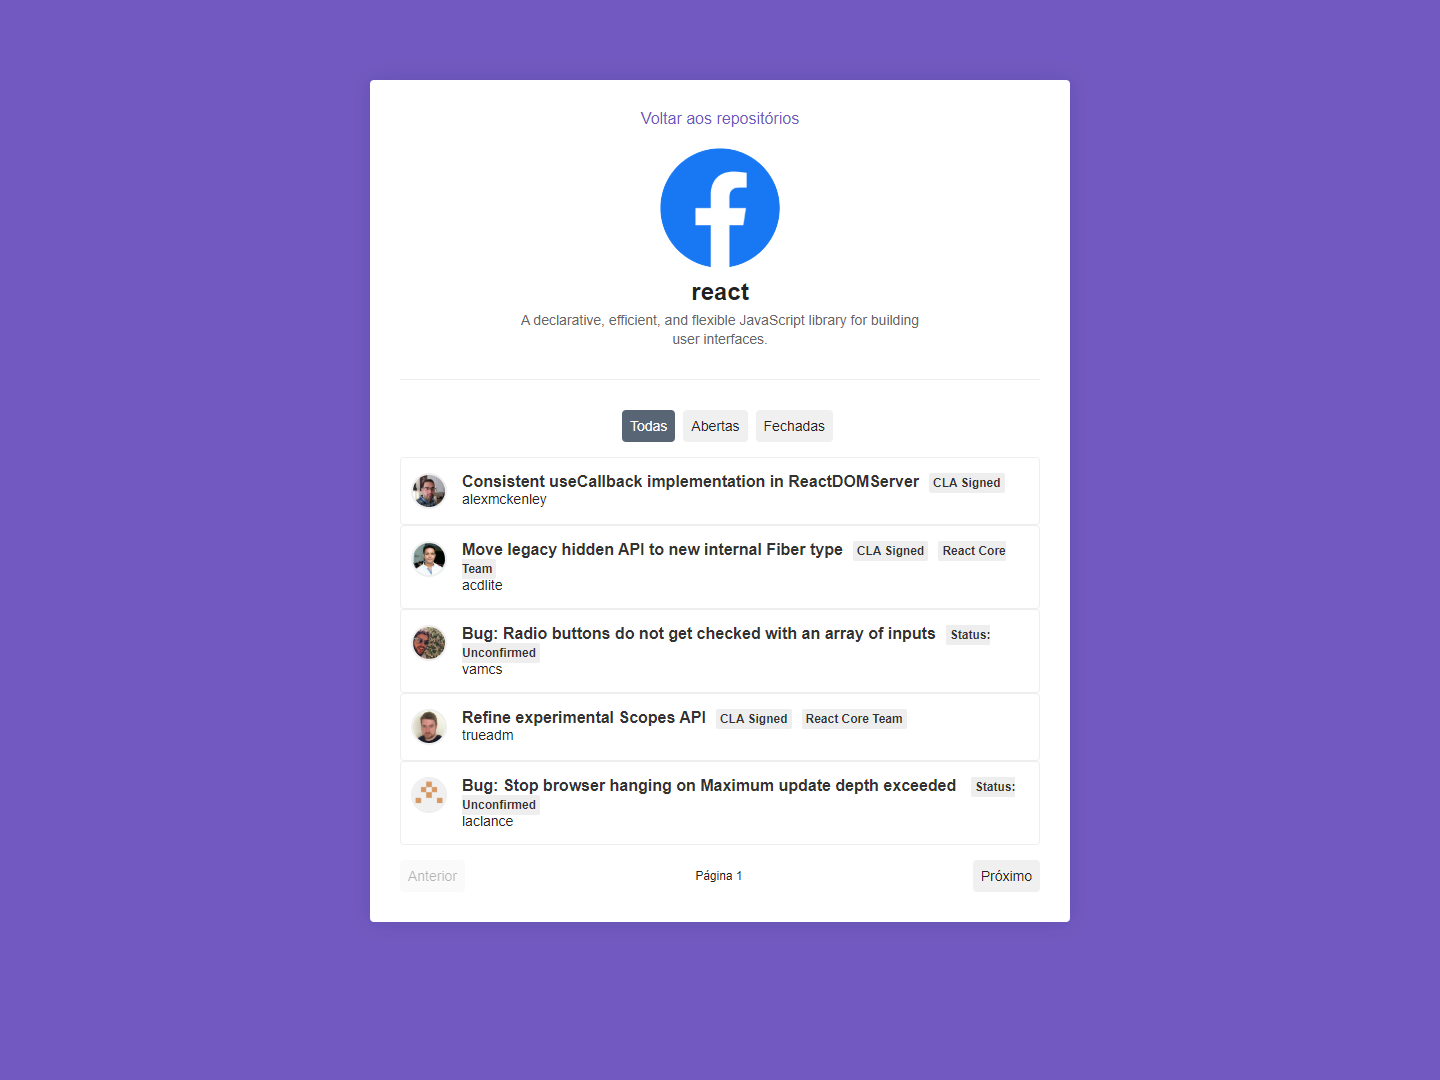 Voltar aos repositórios
react
A declarative, efficient, and flexible JavaScript library for building
user interfaces.
Todas Abertas Fechadas
Consistent useCallback implementation in ReactDOMServer CLA Signed
alexmckenley
Move legacy hidden API to new internal Fiber type CLA Signed React Core
Team
acdlite
Bug: Radio buttons do not get checked with an array of inputs Status:
Unconfirmed
vamcs
Refine experimental Scopes API CLA Signed React Core Team
trueadm
Bug: Stop browser hanging on Maximum update depth exceeded Status:
Unconfirmed
laclance
Anterior Página 1 Próximo